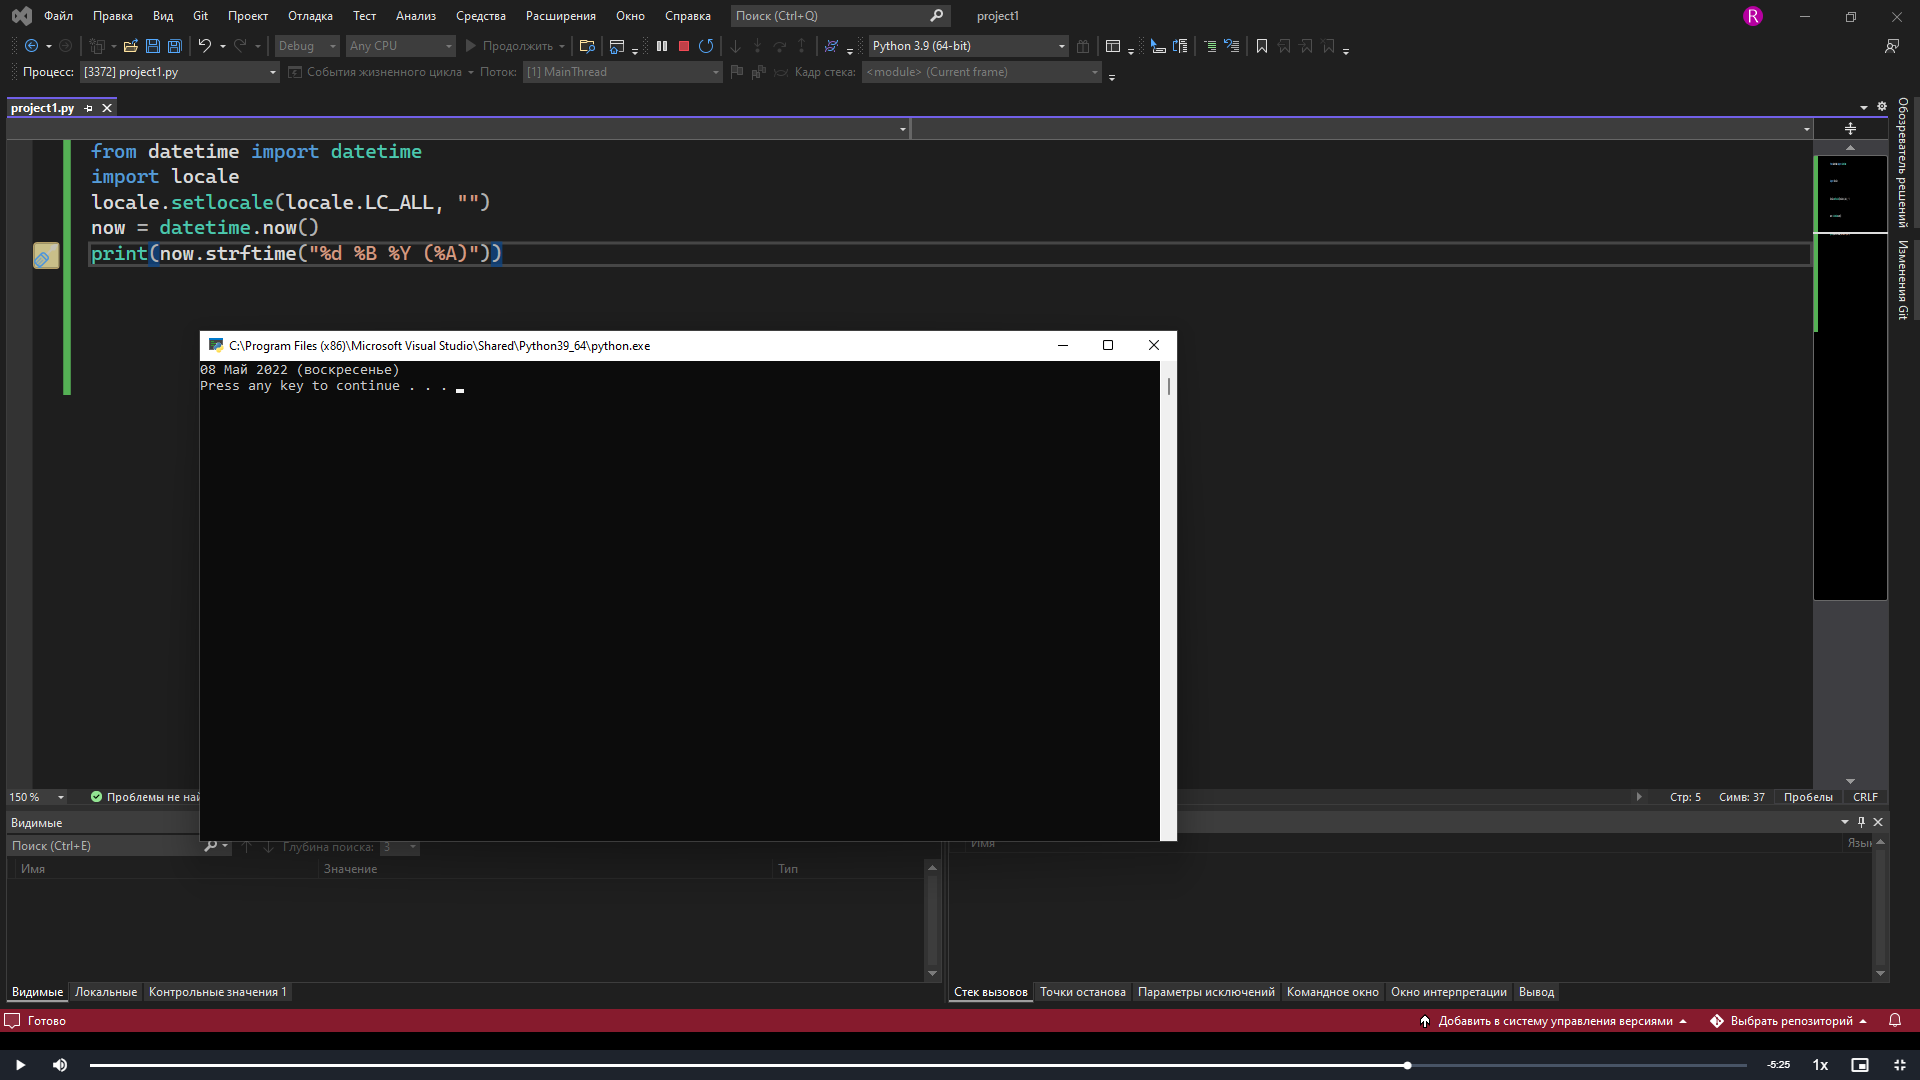 Файл Правка Вид Git Проект Отладка Тест Анализ Средства Расширения Окно Справка Поиск (Ctrl+Q) project1 R
Debug Any CPU Продолжить Python 3.9 (64-bit)
Процесс: [3372] project1.py События жизненного цикла Поток: [1] MainThread Кадр стека: <module> (Current frame)
project1.py
from datetime import datetime
import locale
locale.setlocale(locale.LC_ALL, "")
now = datetime.now()
print(now.strftime("%d %B %Y (%A)"))
Обозреватель решений
Изменения Git
C:\Program Files (x86)\Microsoft Visual Studio\Shared\Python39_64\python.exe
08 Май 2022 (воскресенье)
Press any key to continue . . .
150 % Проблемы не най Стр: 5 Симв: 37 Пробелы CRLF
Видимые
Поиск (Ctrl+E) Глубина поиска: 3
Имя Значение Тип
Имя Язык
Видимые Локальные Контрольные значения 1
Стек вызовов Точки останова Параметры исключений Командное окно Окно интерпретации Вывод
Готово Добавить в систему управления версиями Выбрать репозиторий
-5:25 1x